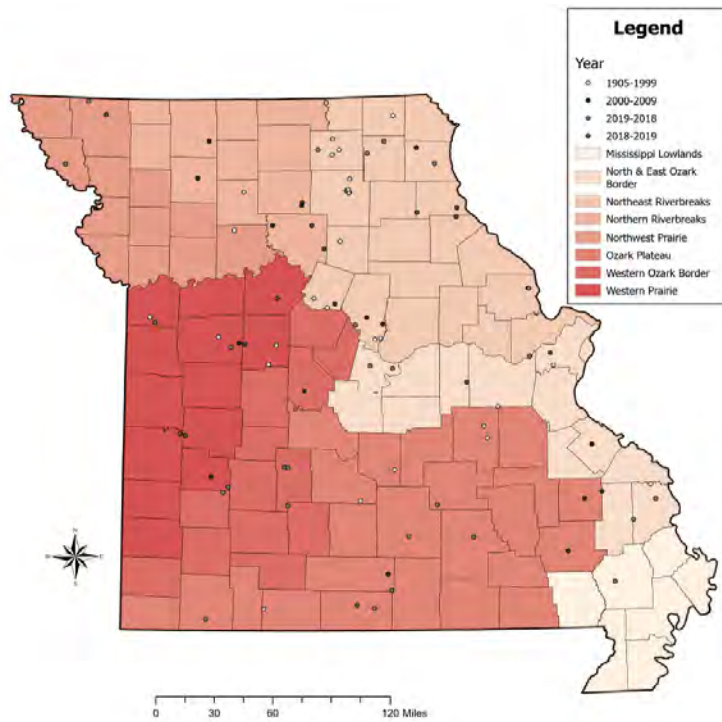 Legend
Year
1905-1999
2000-2009
2019-2018
2018-2019
Mississippi Lowlands
North & East Ozark
Border
Northeast Riverbreaks
Northern Riverbreaks
Northwest Prairie
Ozark Plateau
Western Ozark Border
Western Prairie
N
W
E
S
0
30
60
120 Miles